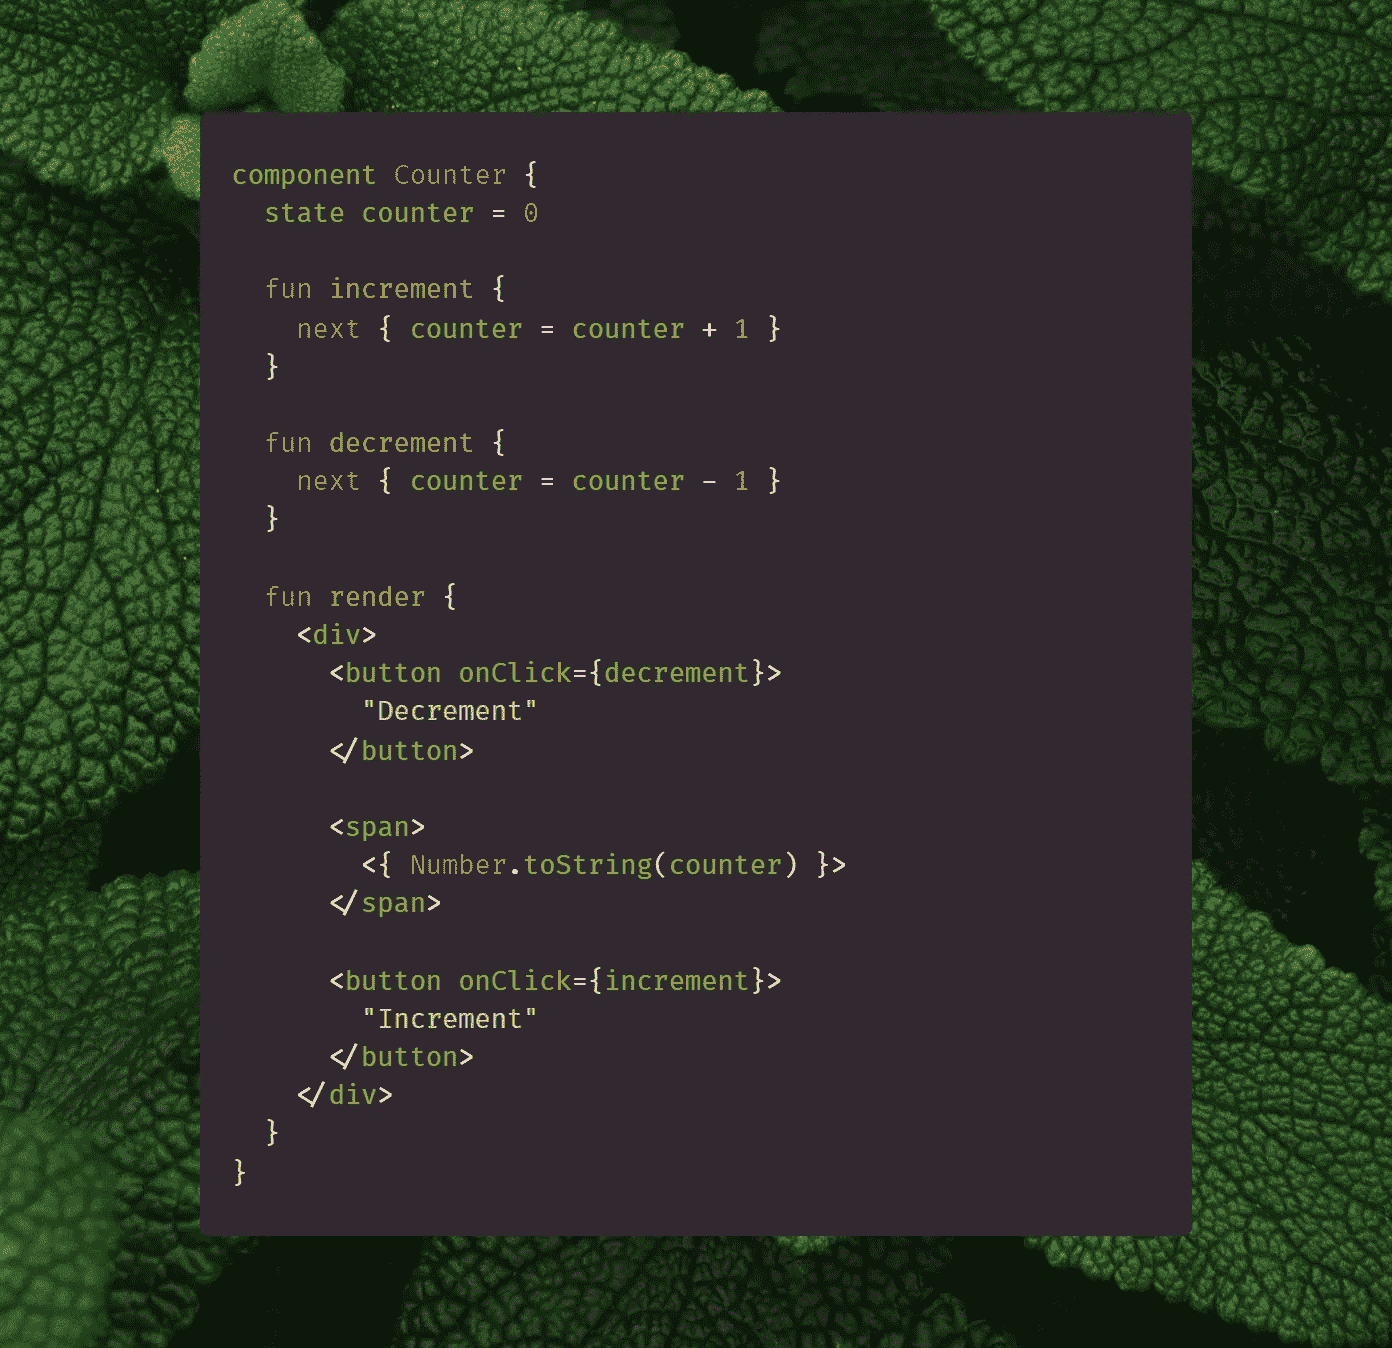 component Counter {
  state counter = 0

  fun increment {
    next { counter = counter + 1 }
  }

  fun decrement {
    next { counter = counter - 1 }
  }

  fun render {
    <div>
      <button onClick={decrement}>
        "Decrement"
      </button>

      <span>
        <{ Number.toString(counter) }>
      </span>

      <button onClick={increment}>
        "Increment"
      </button>
    </div>
  }
}